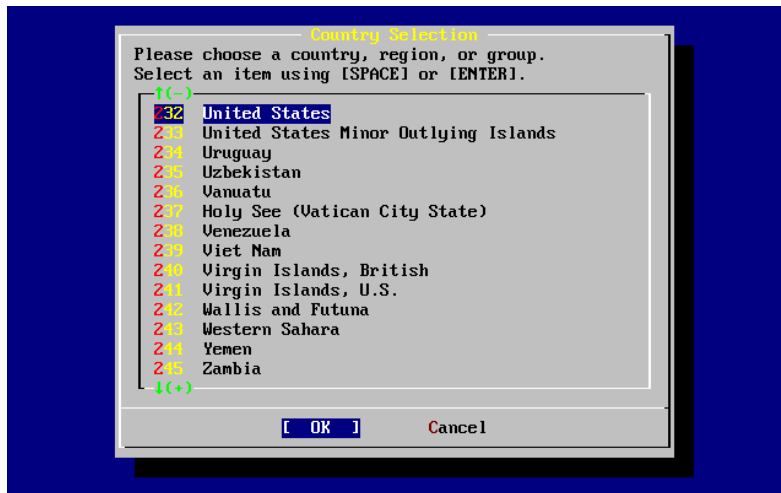 Country Selection
Please choose a country, region, or group.
Select an item using [SPACE] or [ENTER].
↑(-)
232 United States
233 United States Minor Outlying Islands
234 Uruguay
235 Uzbekistan
236 Vanuatu
237 Holy See (Vatican City State)
238 Venezuela
239 Viet Nam
240 Virgin Islands, British
241 Virgin Islands, U.S.
242 Wallis and Futuna
243 Western Sahara
244 Yemen
245 Zambia
↓(+)
[ OK ] Cancel